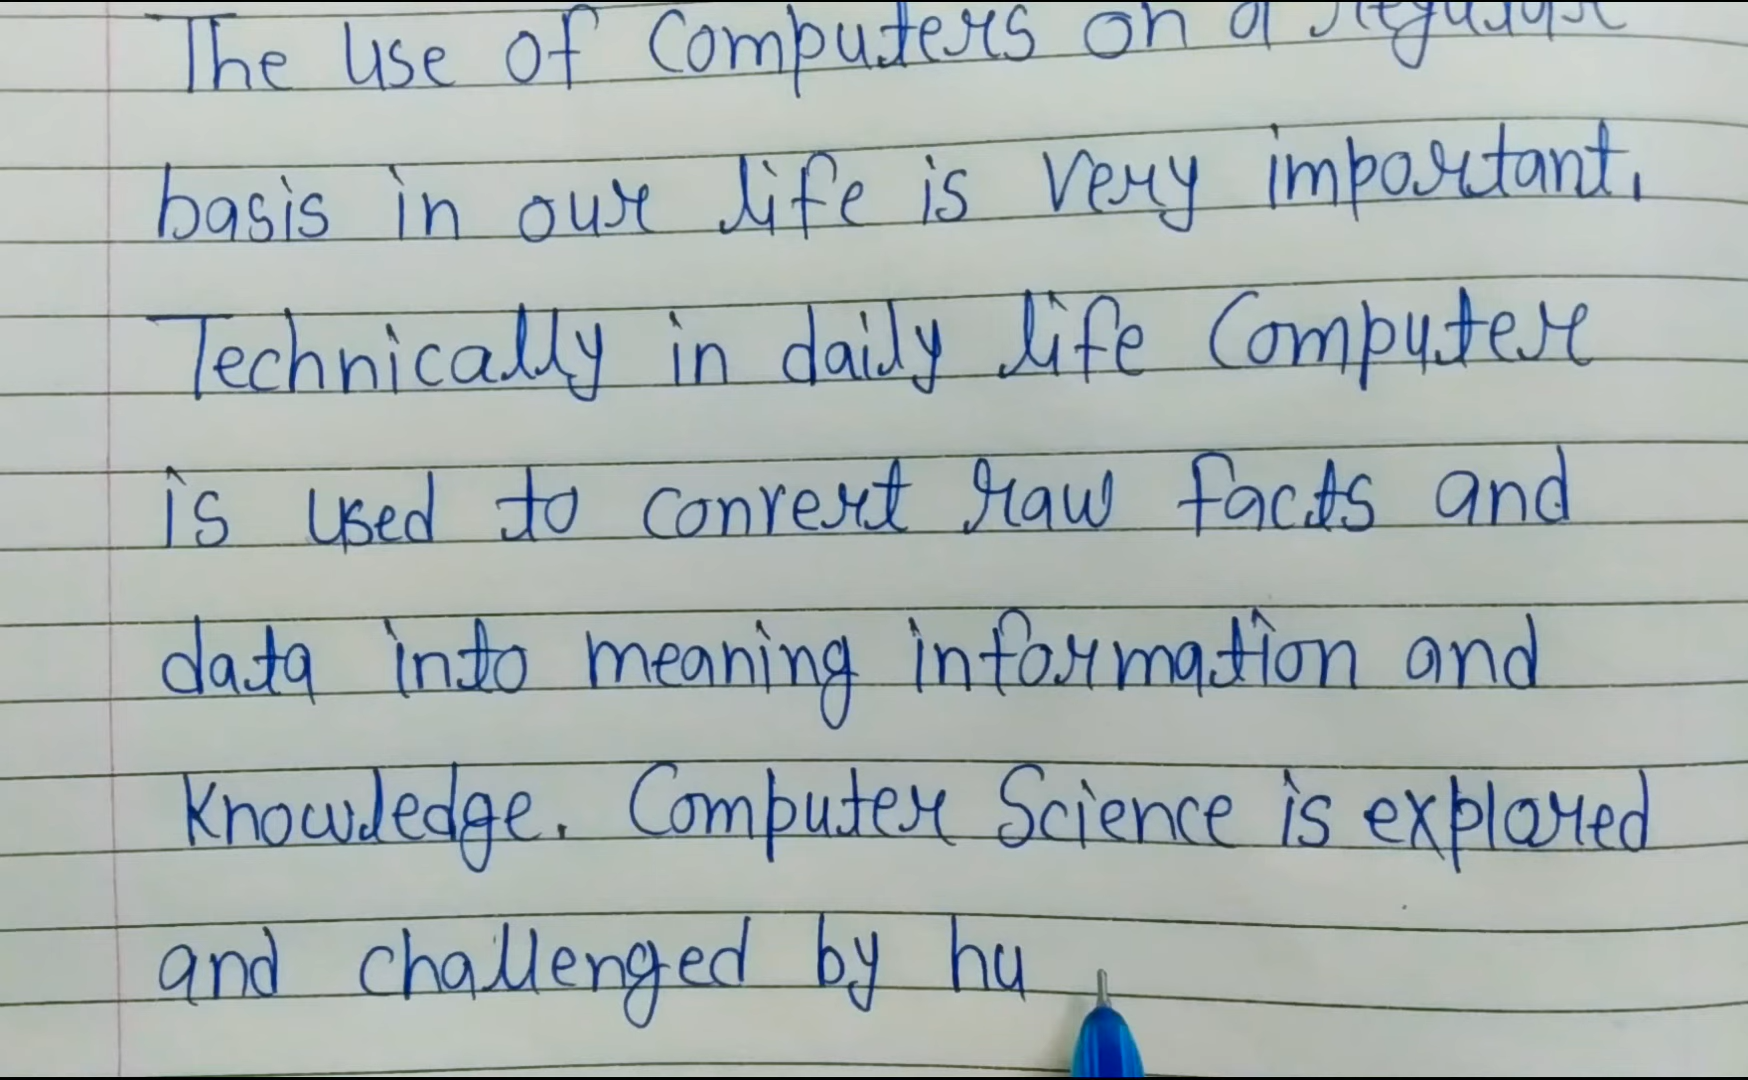 The use of Computers on a regular
basis in our life is very important.
Technically in daily life Computer
is used to convert raw facts and
data into meaning information and
knowledge. Computer Science is explored
and challenged by hu